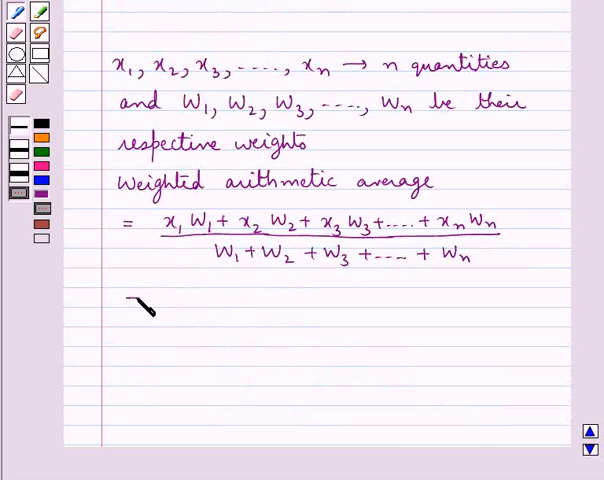 x₁, x₂, x₃, ....., xₙ → n quantities
and W₁, W₂, W₃, ....., Wₙ be their
respective weights
Weighted arithmetic average
= x₁ W₁ + x₂ W₂ + x₃ W₃ + ..... + xₙ Wₙ
W₁ + W₂ + W₃ + ..... + Wₙ